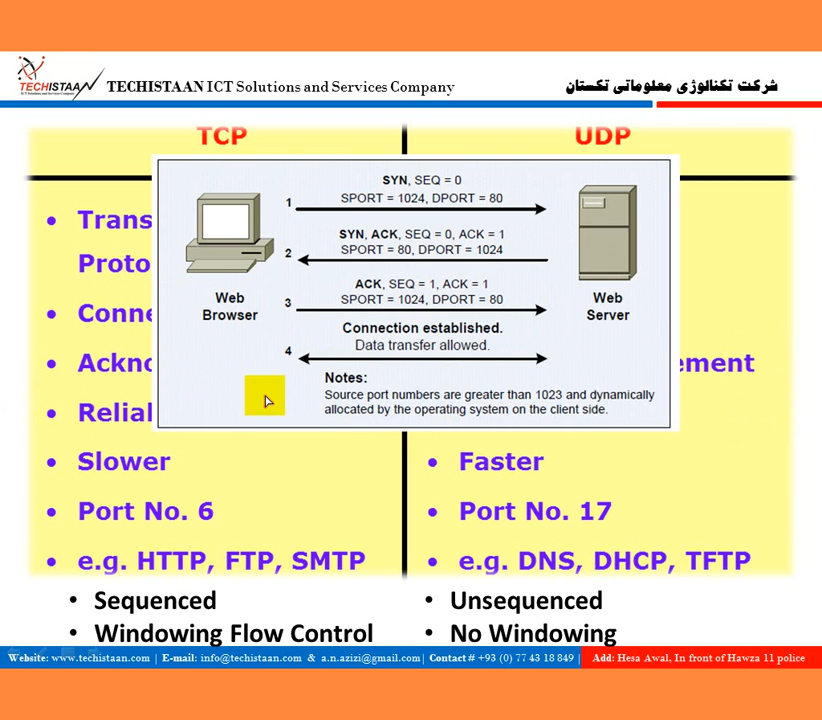 TECHISTAAN
ICT Solutions and Services Company
TECHISTAAN ICT Solutions and Services Company
شرکت تکنالوژی معلوماتی تکستان
TCP
UDP
SYN, SEQ = 0
1
SPORT = 1024, DPORT = 80
SYN, ACK, SEQ = 0, ACK = 1
2
SPORT = 80, DPORT = 1024
ACK, SEQ = 1, ACK = 1
3
SPORT = 1024, DPORT = 80
Web
Browser
Web
Server
Connection established.
4
Data transfer allowed.
Notes:
Source port numbers are greater than 1023 and dynamically
allocated by the operating system on the client side.
• Trans
Proto
• Conne
• Ackno
• Relial
• Slower
• Port No. 6
• e.g. HTTP, FTP, SMTP
• Sequenced
• Windowing Flow Control
ement
• Faster
• Port No. 17
• e.g. DNS, DHCP, TFTP
• Unsequenced
• No Windowing
Website: www.techistaan.com | E-mail: info@techistaan.com & a.n.azizi@gmail.com| Contact # +93 (0) 77 43 18 849 | Add: Hesa Awal, In front of Hawza 11 police